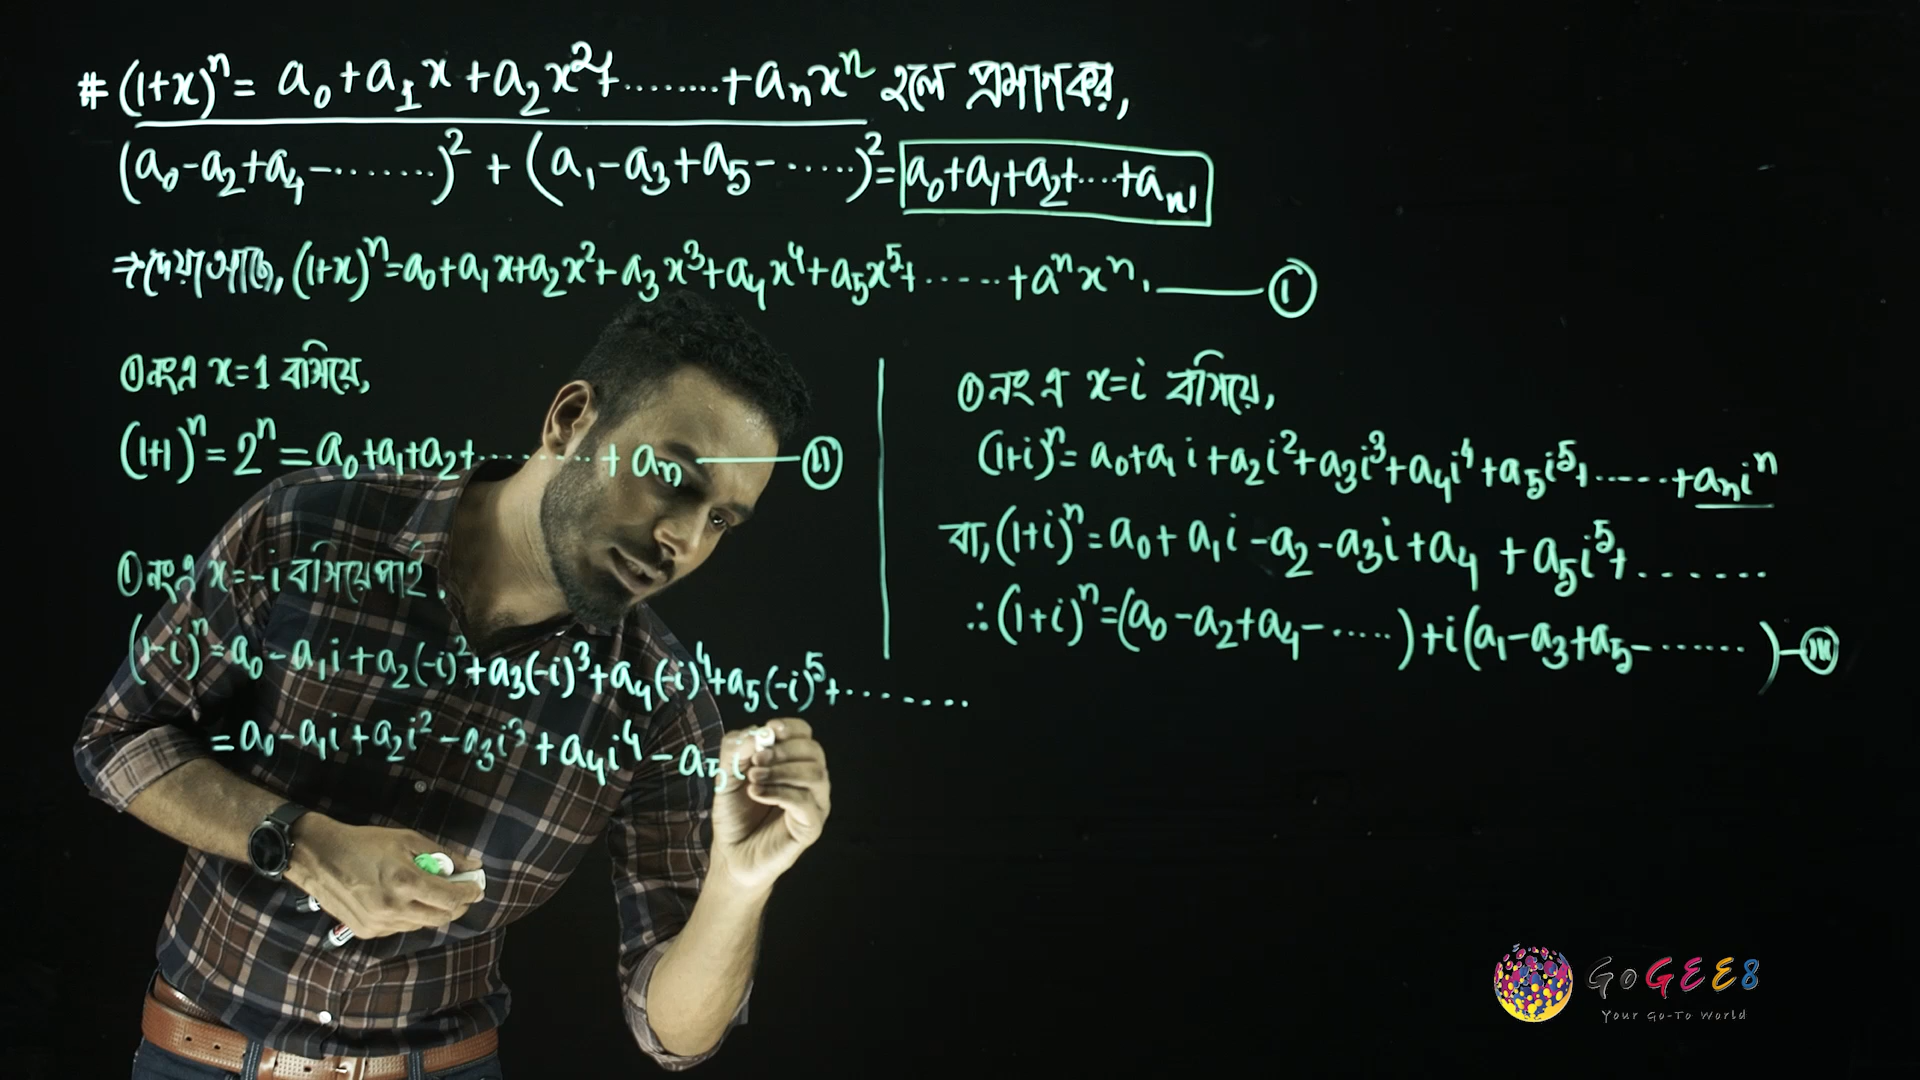 # (1+x)ⁿ = a₀ + a₁x + a₂x² + ........ + aₙxⁿ হলে প্রমাণ কর,
(a₀-a₂+a₄-.......)² + (a₁-a₃+a₅-.....)² = a₀+a₁+a₂+....+aₙ
⇒ দেয়া আছে, (1+x)ⁿ = a₀+a₁x+a₂x²+a₃x³+a₄x⁴+a₅x⁵+......+aⁿxⁿ. —— (i)
(i) নং এ x=1 বসিয়ে,
(1+1)ⁿ = 2ⁿ = a₀+a₁+a₂+..........+ aₙ —— (ii)
(i) নং এ x=-i বসিয়ে পাই,
(1-i)ⁿ = a₀ - a₁i + a₂(-i)² + a₃(-i)³ + a₄(-i)⁴ + a₅(-i)⁵ + .......
= a₀ - a₁i + a₂i² - a₃i³ + a₄i⁴ - a₅i
(i) নং এ x=i বসিয়ে,
(1+i)ⁿ = a₀+a₁i+a₂i²+a₃i³+a₄i⁴+a₅i⁵+......+aₙiⁿ
বা, (1+i)ⁿ = a₀ + a₁i - a₂ - a₃i + a₄ + a₅i⁵ + .......
∴ (1+i)ⁿ = (a₀ - a₂ + a₄ - .....) + i(a₁ - a₃ + a₅ - ......) — (iii)
GoGEE8
Your Go-To World